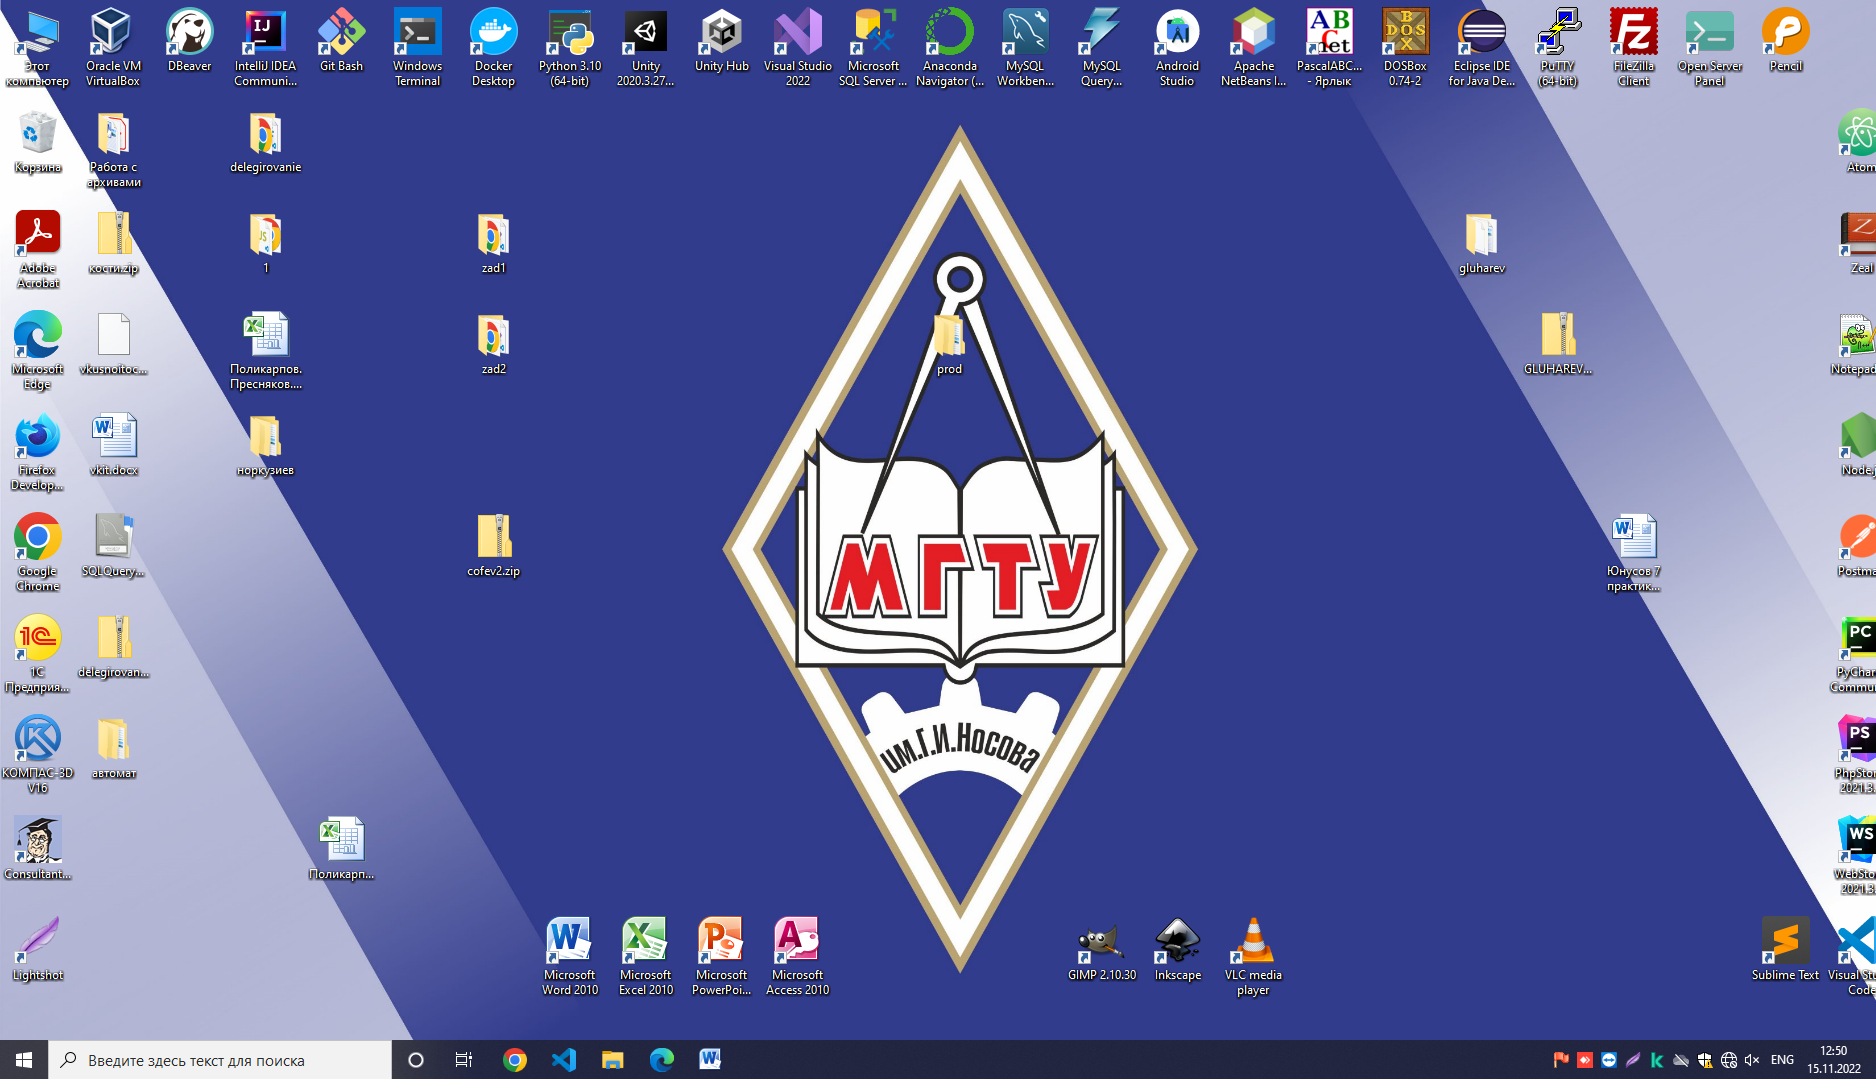 Этот компьютер
Oracle VM VirtualBox
DBeaver
IntelliJ IDEA Communi...
Git Bash
Windows Terminal
Docker Desktop
Python 3.10 (64-bit)
Unity 2020.3.27...
Unity Hub
Visual Studio 2022
Microsoft SQL Server ...
Anaconda Navigator (...
MySQL Workben...
MySQL Query...
Android Studio
Apache NetBeans I...
PascalABC... - Ярлык
DOSBox 0.74-2
Eclipse IDE for Java De...
PuTTY (64-bit)
FileZilla Client
Open Server Panel
Pencil
Корзина
Работа с архивами
delegirovanie
Atom
Adobe Acrobat
кости.zip
1
zad1
gluharev
Zeal
Microsoft Edge
vkusnoitoc...
Поликарпов. Пресняков....
zad2
prod
GLUHAREV...
Notepad
Firefox Develop...
vkit.docx
норкузиев
Node.j
Google Chrome
SQLQuery...
cofev2.zip
МГТУ
Юнусов 7 практик...
Postma
1С Предприя...
delegirovan...
PyChar Commu
КОМПАС-3D V16
автомат
им.Г.И.Носова
PhpSto 2021.3.
Consultant...
Поликарп...
WebSto 2021.3
Lightshot
Microsoft Word 2010
Microsoft Excel 2010
Microsoft PowerPoi...
Microsoft Access 2010
GIMP 2.10.30
Inkscape
VLC media player
Sublime Text
Visual Stu Code
Введите здесь текст для поиска
ENG
12:50
15.11.2022